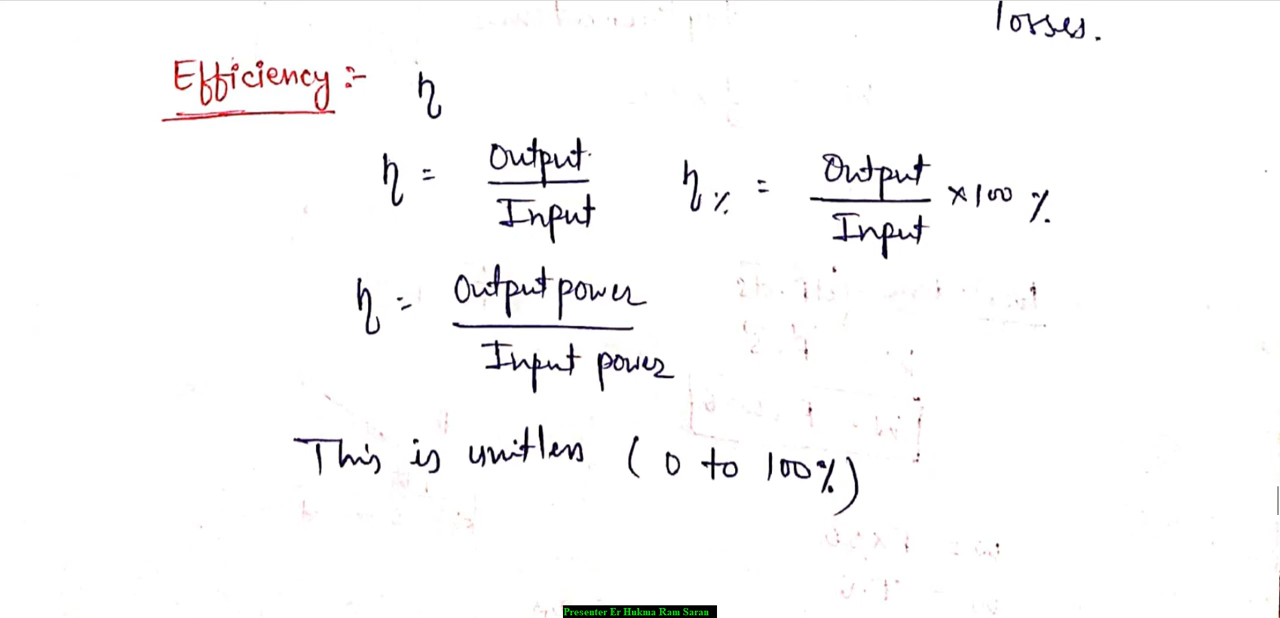 losses.
Efficiency :- η
η = Output / Input    η% = Output / Input × 100 %
η = Output power / Input power
This is unitless ( 0 to 100%)
Presenter Er Hukma Ram Saran